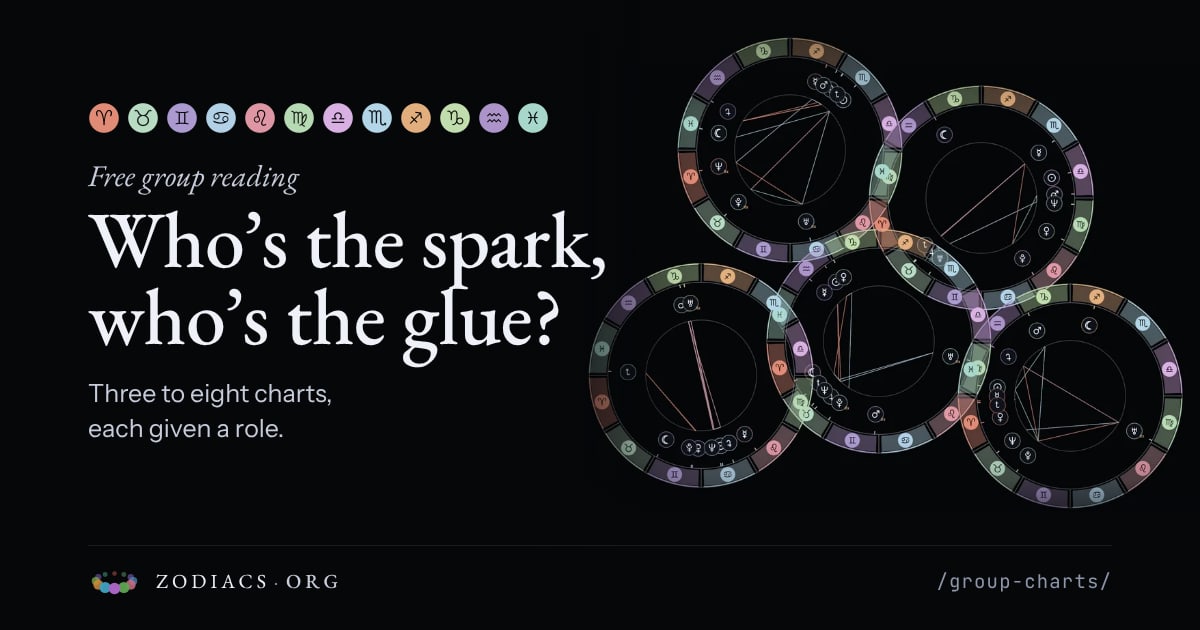 ♈ ♉ ♊ ♋ ♌ ♍ ♎ ♏ ♐ ♑ ♒ ♓
Free group reading
Who’s the spark,
who’s the glue?
Three to eight charts,
each given a role.
ZODIACS·ORG
/group-charts/